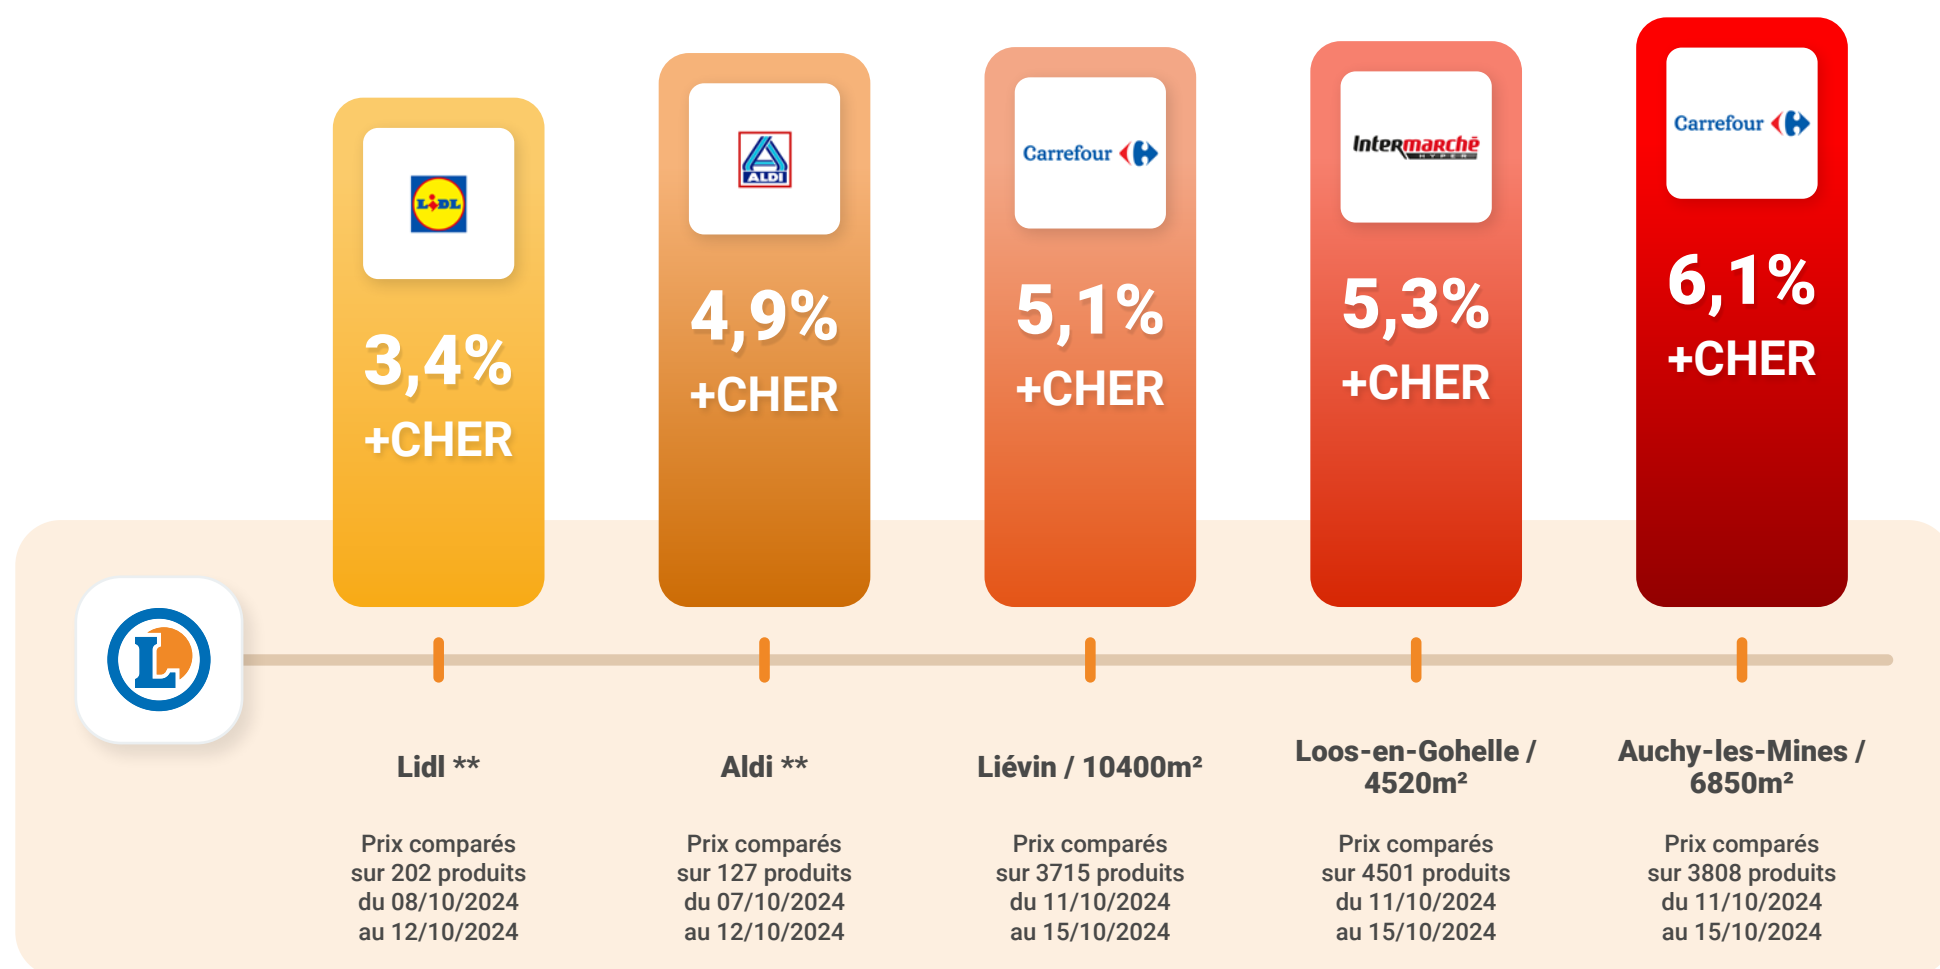 LIDL
3,4%
+CHER
ALDI
4,9%
+CHER
Carrefour
5,1%
+CHER
Intermarché
HYPER
5,3%
+CHER
Carrefour
6,1%
+CHER
L
Lidl **
Prix comparés
sur 202 produits
du 08/10/2024
au 12/10/2024
Aldi **
Prix comparés
sur 127 produits
du 07/10/2024
au 12/10/2024
Liévin / 10400m²
Prix comparés
sur 3715 produits
du 11/10/2024
au 15/10/2024
Loos-en-Gohelle /
4520m²
Prix comparés
sur 4501 produits
du 11/10/2024
au 15/10/2024
Auchy-les-Mines /
6850m²
Prix comparés
sur 3808 produits
du 11/10/2024
au 15/10/2024